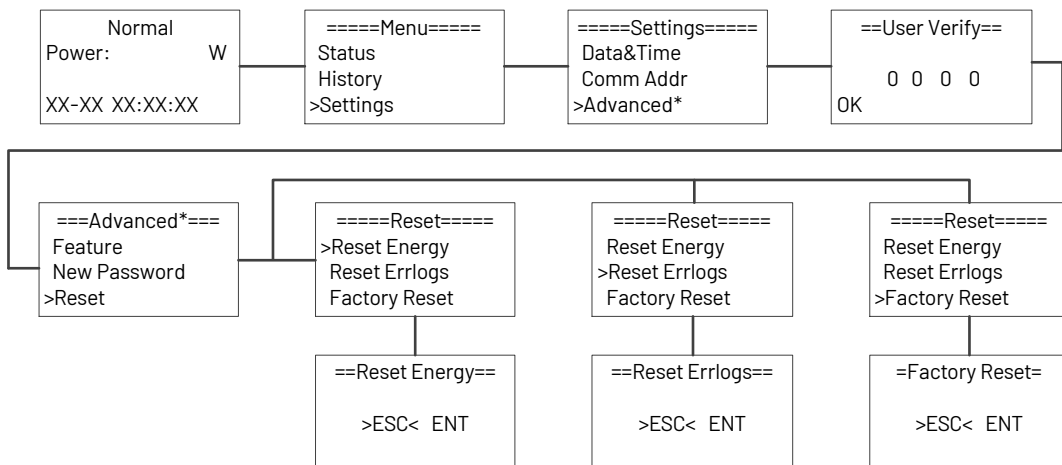 Normal
Power: W
XX-XX XX:XX:XX
=====Menu=====
Status
History
>Settings
=====Settings=====
Data&Time
Comm Addr
>Advanced*
==User Verify==
0 0 0 0
OK
===Advanced*===
Feature
New Password
>Reset
=====Reset=====
>Reset Energy
Reset Errlogs
Factory Reset
=====Reset=====
Reset Energy
>Reset Errlogs
Factory Reset
=====Reset=====
Reset Energy
Reset Errlogs
>Factory Reset
==Reset Energy==
>ESC< ENT
==Reset Errlogs==
>ESC< ENT
=Factory Reset=
>ESC< ENT